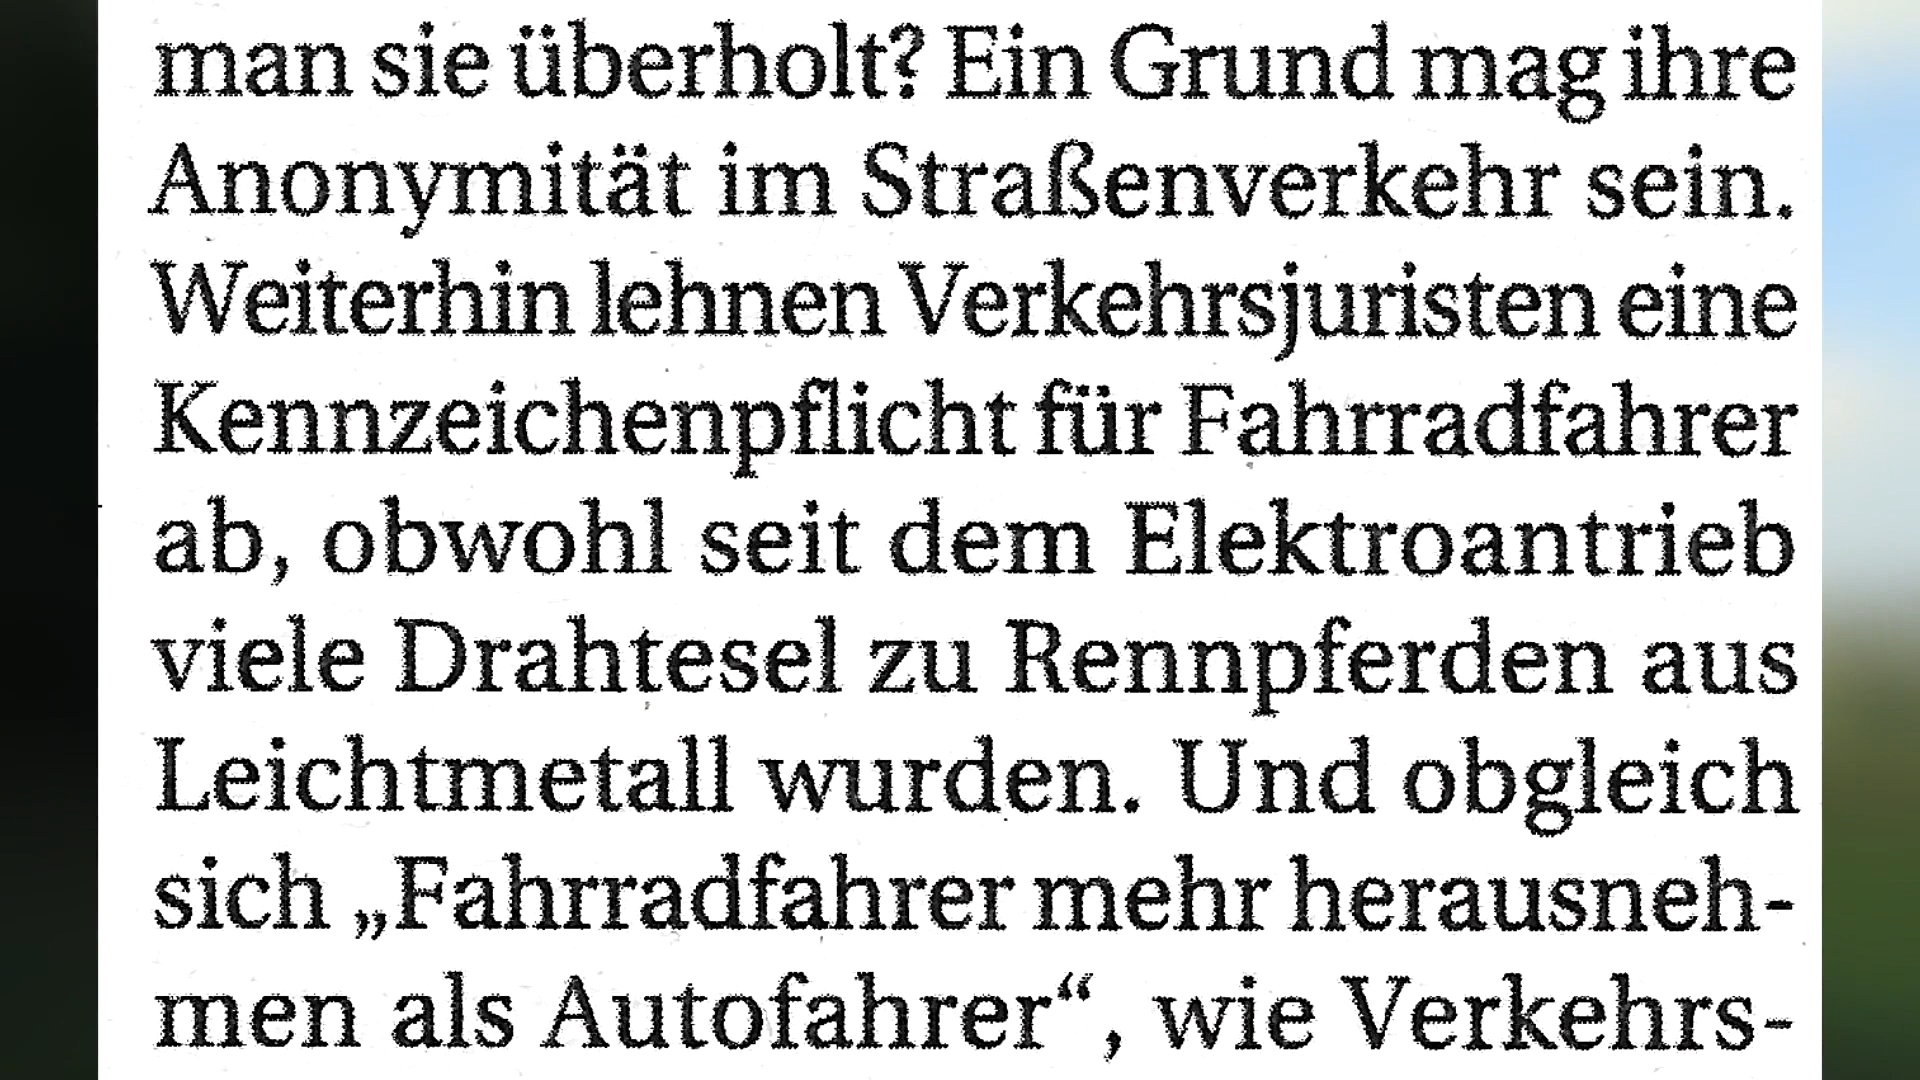 man sie überholt? Ein Grund mag ihre
Anonymität im Straßenverkehr sein.
Weiterhin lehnen Verkehrsjuristen eine
Kennzeichenpflicht für Fahrradfahrer
ab, obwohl seit dem Elektroantrieb
viele Drahtesel zu Rennpferden aus
Leichtmetall wurden. Und obgleich
sich „Fahrradfahrer mehr herausneh-
men als Autofahrer“, wie Verkehrs-